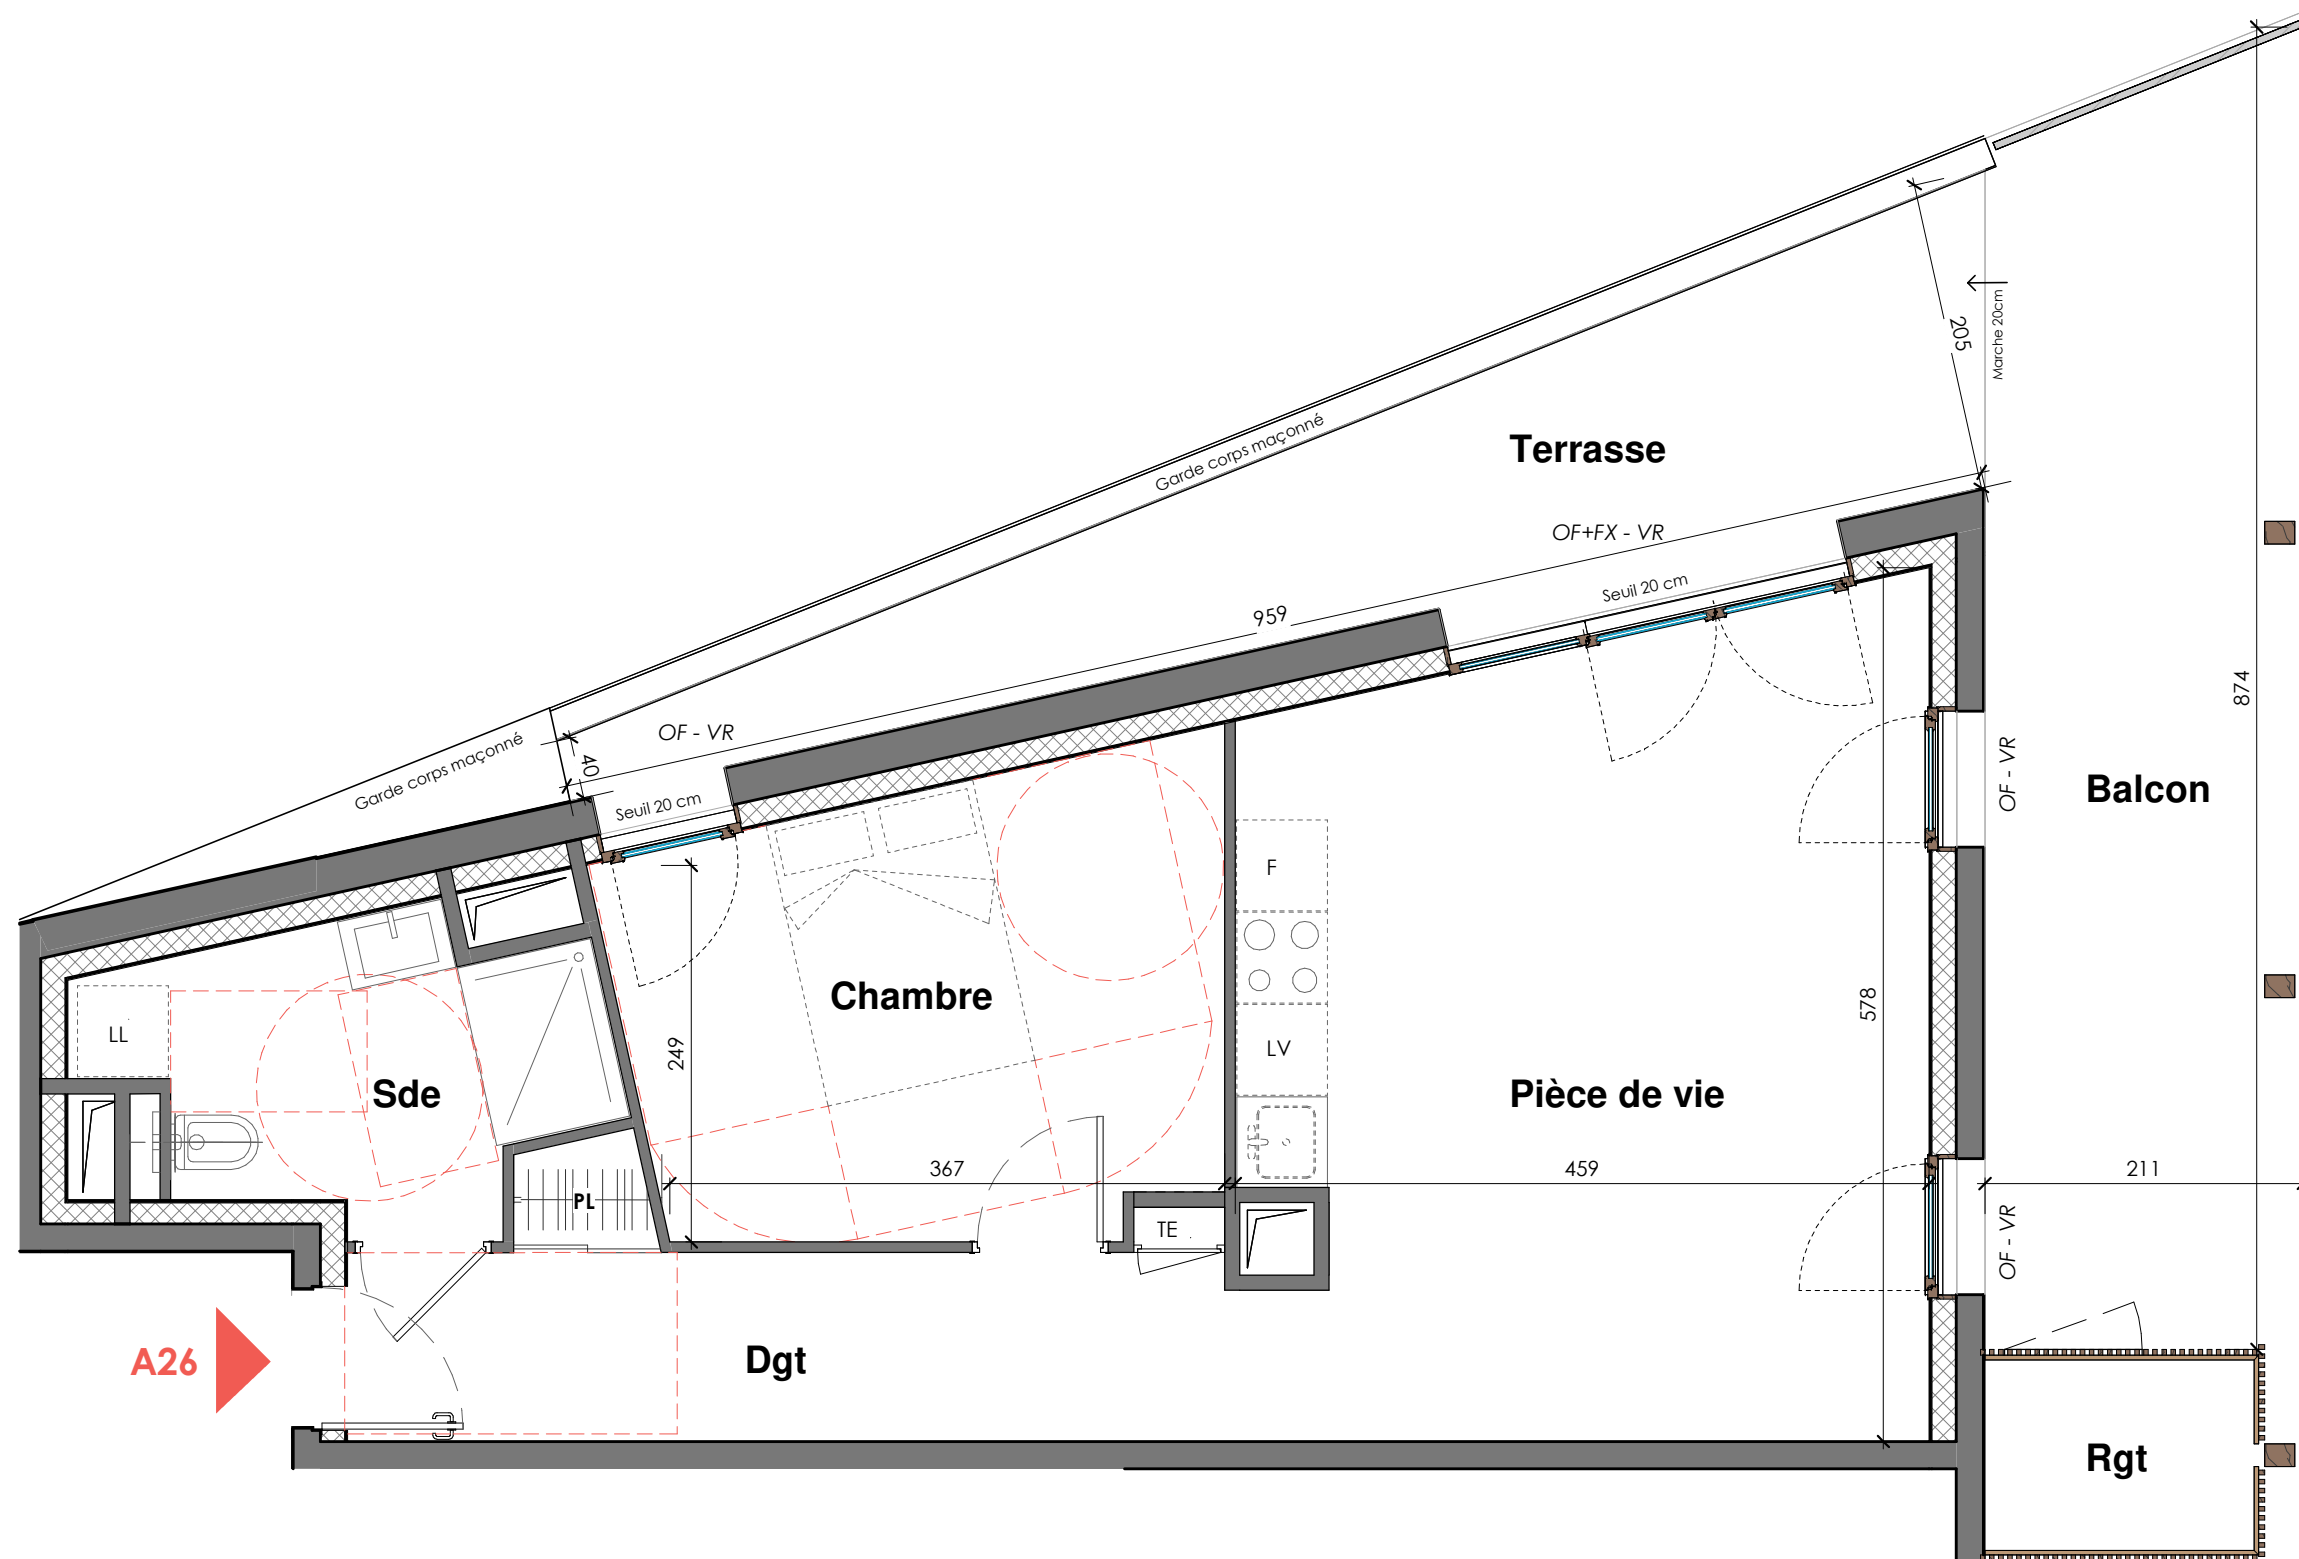 205
Marche 20cm
Garde corps maçonné
Terrasse
OF+FX - VR
Seuil 20 cm
959
874
OF - VR
40
Garde corps maçonné
Seuil 20 cm
OF - VR
Balcon
F
Chambre
578
LL
249
LV
Sde
Pièce de vie
367
459
211
PL
TE
OF - VR
A26
Dgt
Rgt